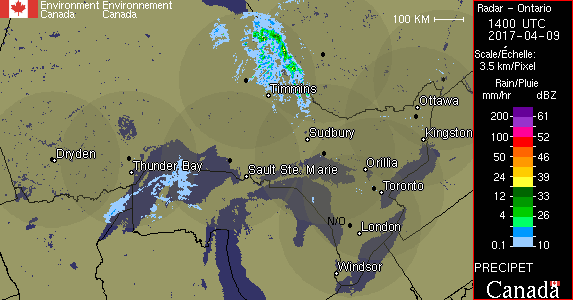 Environment Environnement
Canada Canada
100 KM
Timmins
Ottawa
Sudbury
Kingston
Dryden
Thunder Bay
Sault Ste. Marie
Orillia
Toronto
N/O
London
Windsor
Radar - Ontario
1400 UTC
2017-04-09
Scale/Échelle:
3.5 km/Pixel
Rain/Pluie
mm/hr dBZ
200 61
100 52
50 46
24 39
12 33
4 26
0.1 10
PRECIPET
Canada